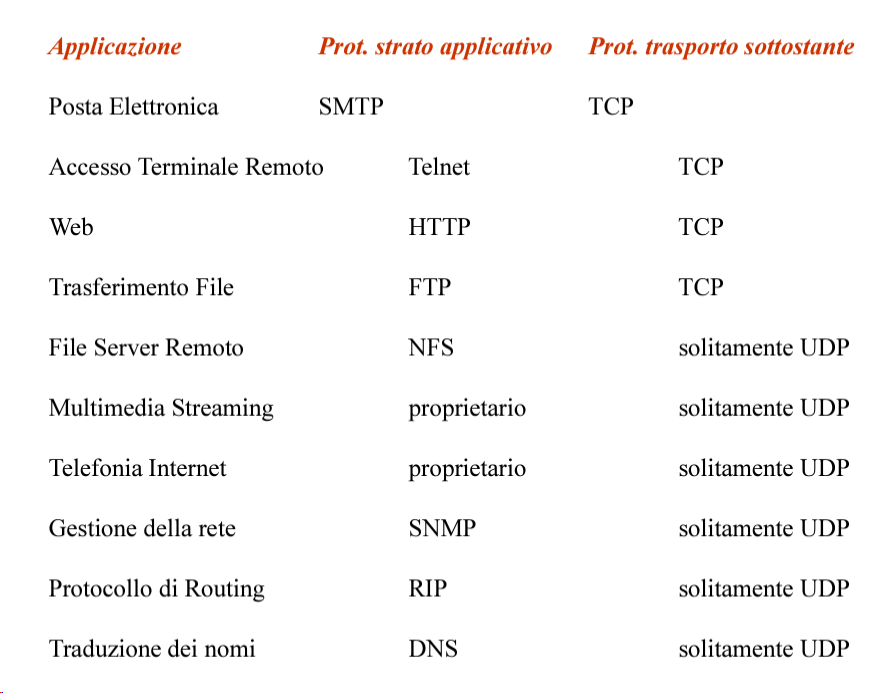 Applicazione Prot. strato applicativo Prot. trasporto sottostante
Posta Elettronica SMTP TCP
Accesso Terminale Remoto Telnet TCP
Web HTTP TCP
Trasferimento File FTP TCP
File Server Remoto NFS solitamente UDP
Multimedia Streaming proprietario solitamente UDP
Telefonia Internet proprietario solitamente UDP
Gestione della rete SNMP solitamente UDP
Protocollo di Routing RIP solitamente UDP
Traduzione dei nomi DNS solitamente UDP